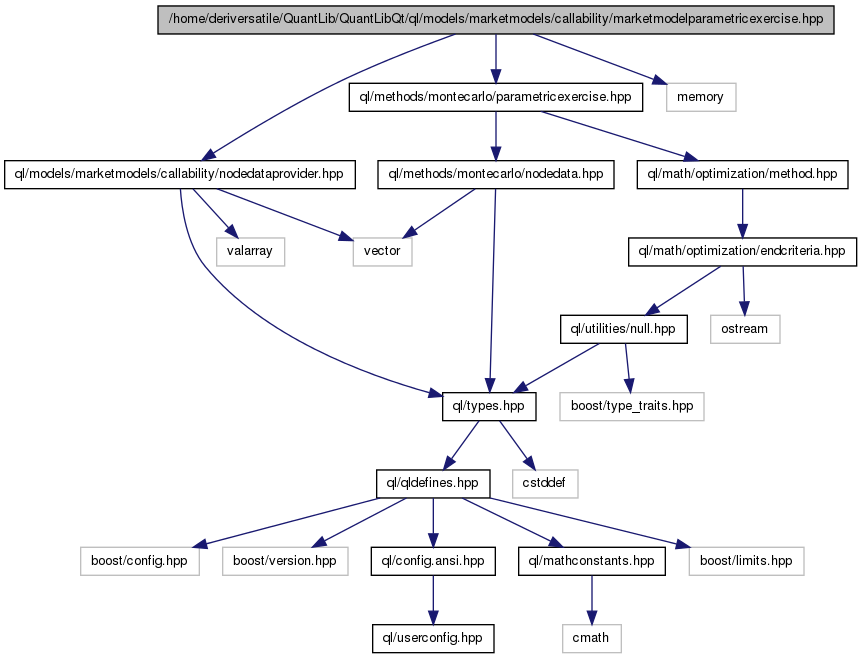 /home/deriversatile/QuantLib/QuantLibQt/ql/models/marketmodels/callability/marketmodelparametricexercise.hpp
ql/methods/montecarlo/parametricexercise.hpp
memory
ql/models/marketmodels/callability/nodedataprovider.hpp
ql/methods/montecarlo/nodedata.hpp
ql/math/optimization/method.hpp
valarray
vector
ql/math/optimization/endcriteria.hpp
ql/utilities/null.hpp
ostream
ql/types.hpp
boost/type_traits.hpp
ql/qldefines.hpp
cstddef
boost/config.hpp
boost/version.hpp
ql/config.ansi.hpp
ql/mathconstants.hpp
boost/limits.hpp
ql/userconfig.hpp
cmath